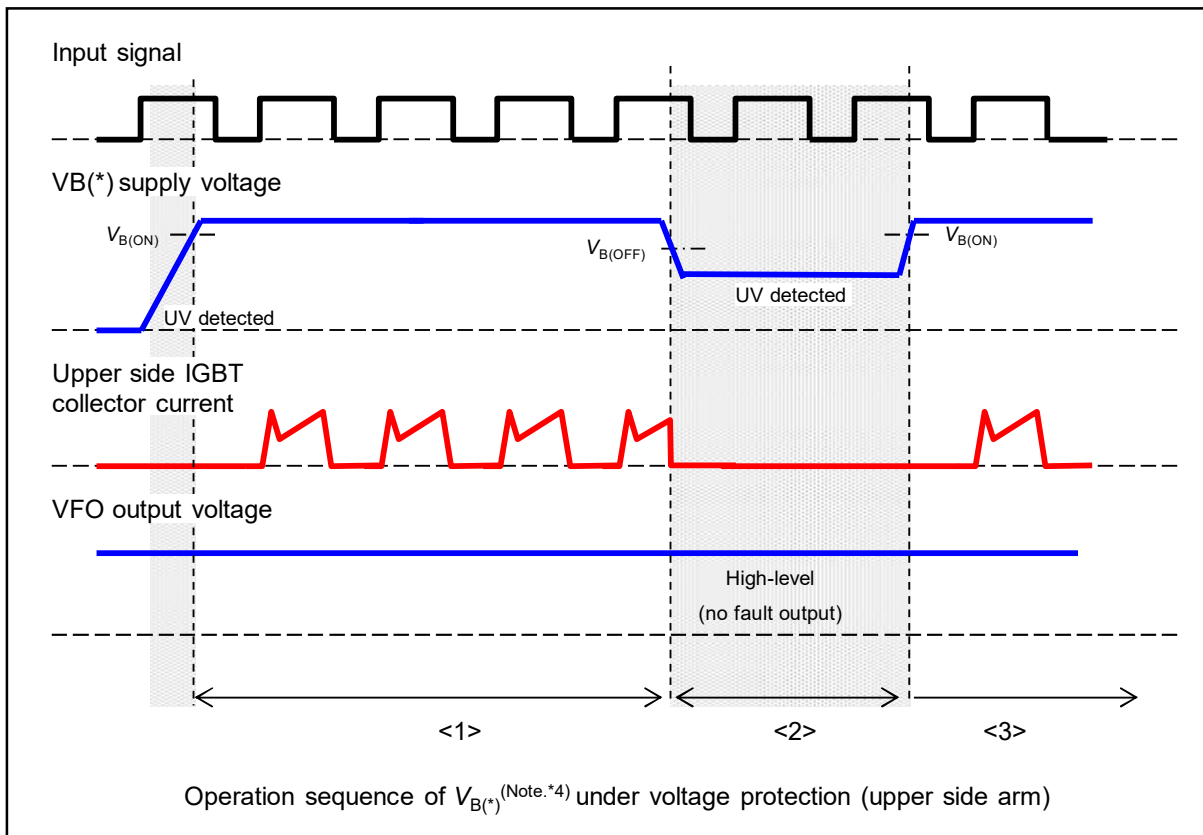 Input signal
VB(*) supply voltage
VB(ON)
VB(OFF)
VB(ON)
UV detected
UV detected
Upper side IGBT
collector current
VFO output voltage
High-level
(no fault output)
<1>
<2>
<3>
Operation sequence of VB(*)(Note.*4) under voltage protection (upper side arm)